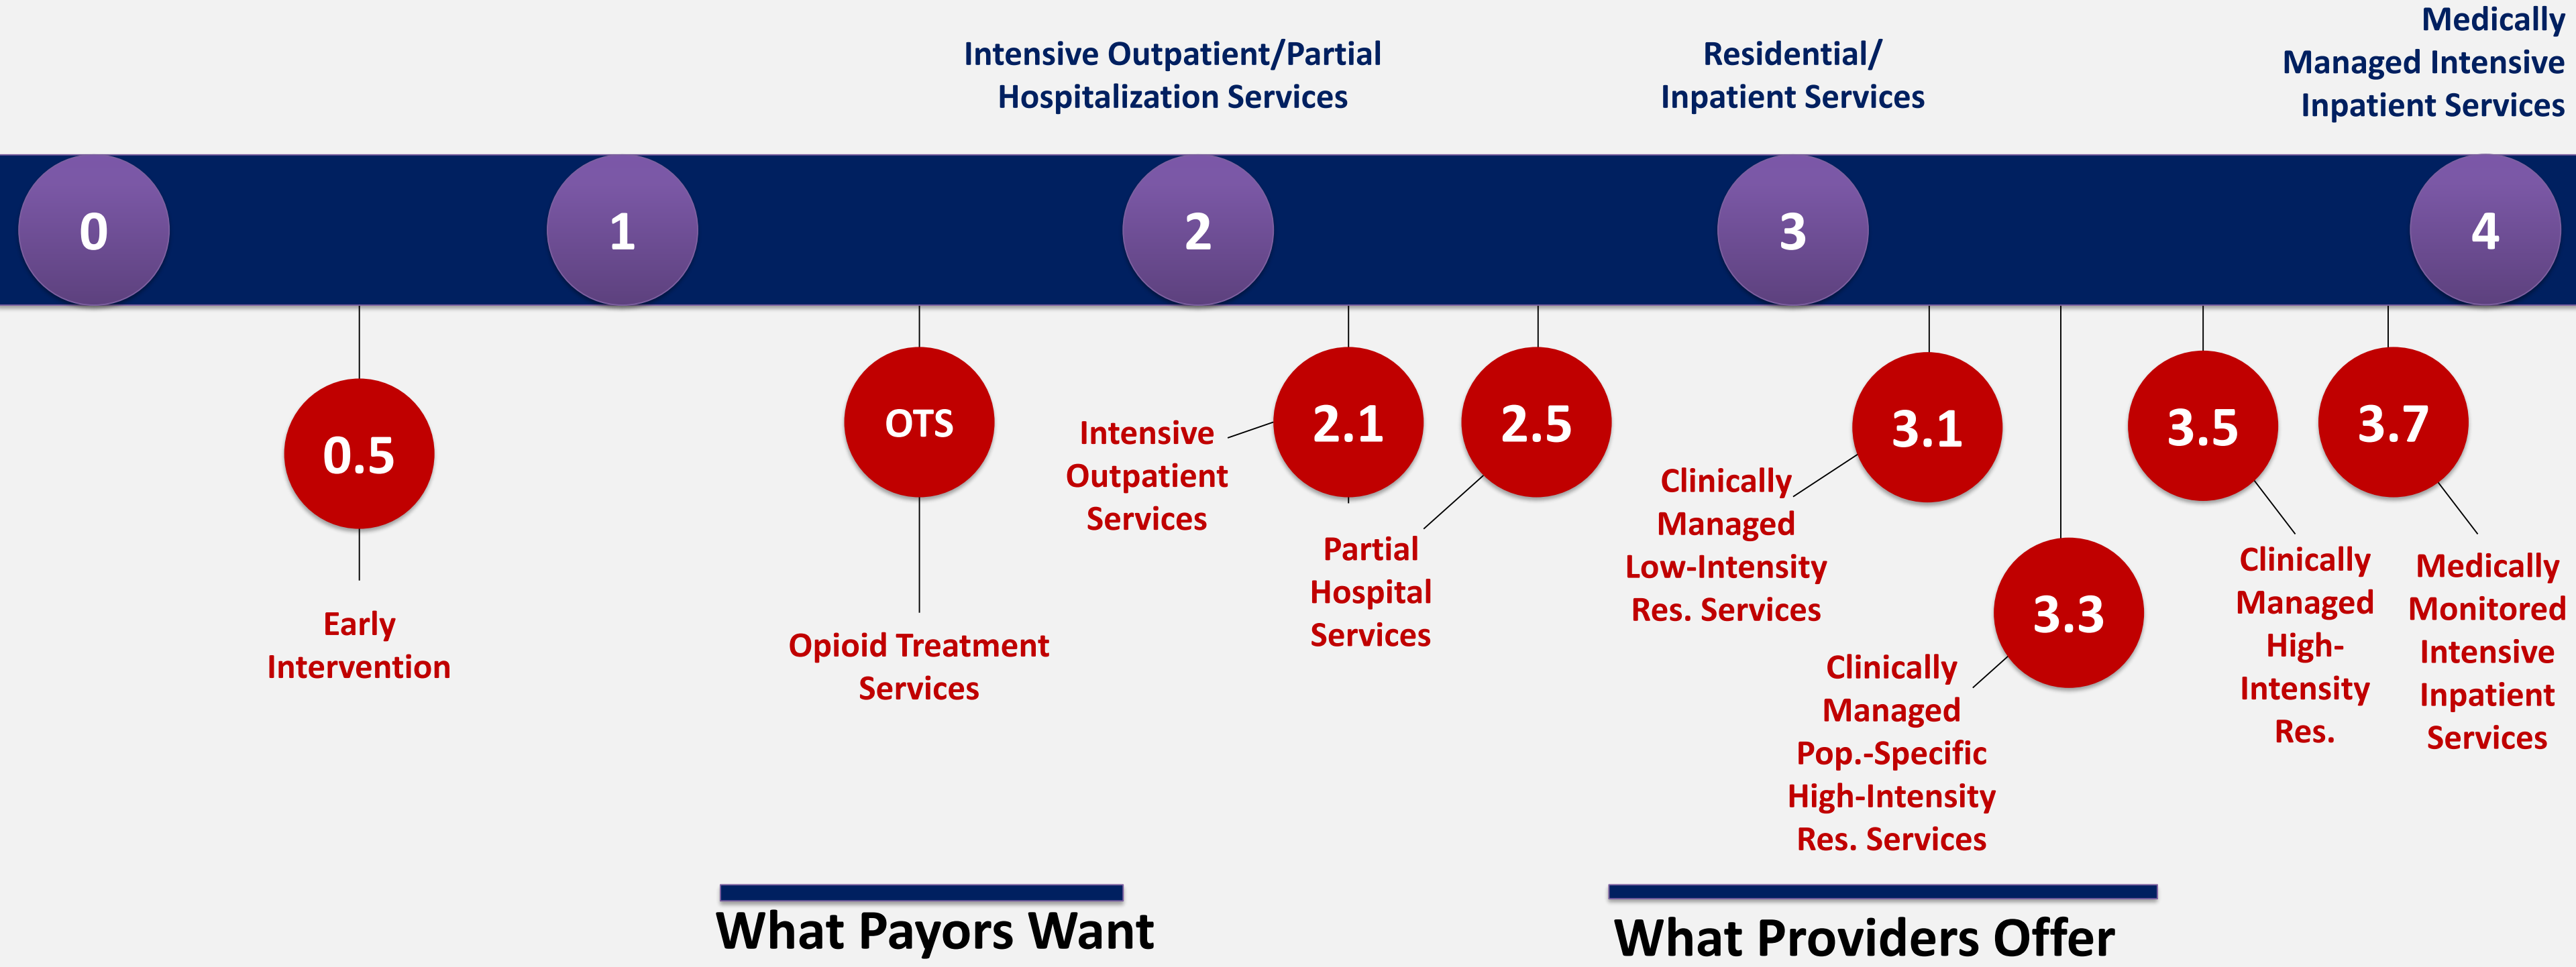 Intensive Outpatient/Partial
Hospitalization Services
Residential/
Inpatient Services
Medically
Managed Intensive
Inpatient Services
0
1
2
3
4
0.5
Early
Intervention
OTS
Opioid Treatment
Services
2.1
Intensive
Outpatient
Services
2.5
Partial
Hospital
Services
3.1
Clinically
Managed
Low-Intensity
Res. Services
3.3
Clinically
Managed
Pop.-Specific
High-Intensity
Res. Services
3.5
Clinically
Managed
High-
Intensity
Res.
3.7
Medically
Monitored
Intensive
Inpatient
Services
What Payors Want
What Providers Offer